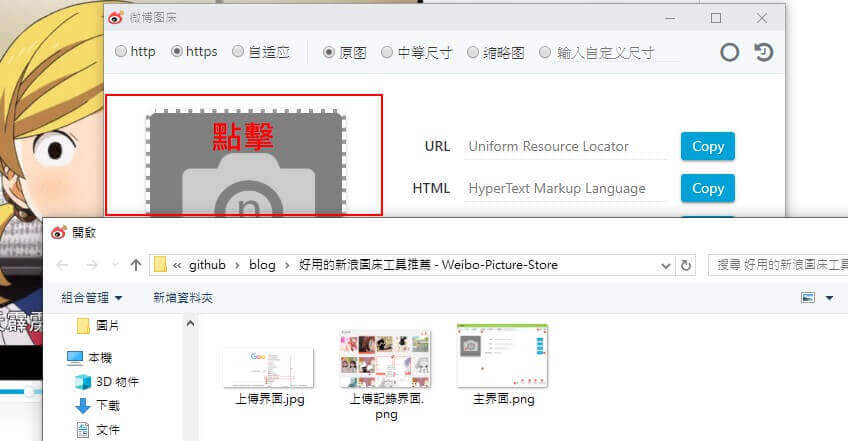 微博图床
http https 自适应 原图 中等尺寸 缩略图 输入自定义尺寸
點擊
URL Uniform Resource Locator Copy
HTML HyperText Markup Language Copy
開啟
github blog 好用的新浪圖床工具推薦 - Weibo-Picture-Store
搜尋 好用的新浪圖床工具推薦 - Weibo
組合管理 新增資料夾
圖片
本機
3D 物件
下載
文件
上傳界面.jpg
上傳記錄界面.
png
主界面.png